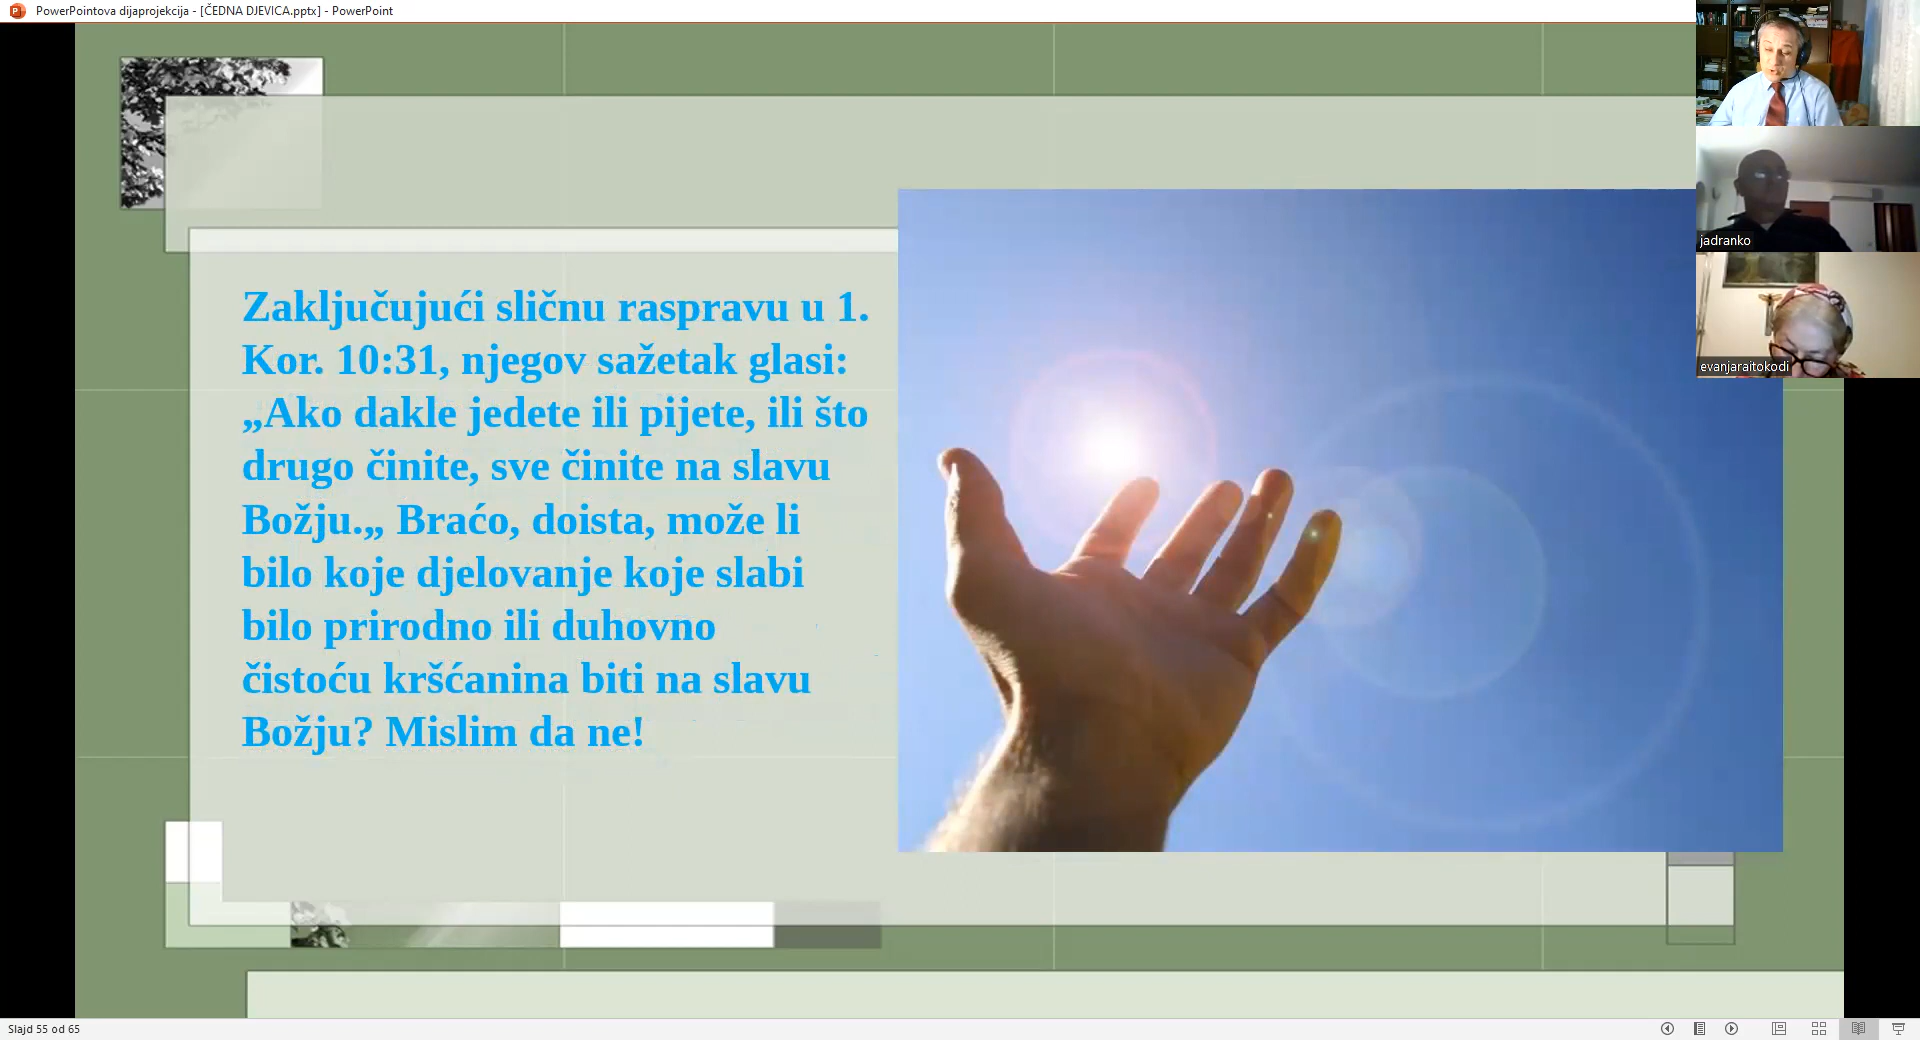 PowerPointova dijaprojekcija - [ČEDNA DJEVICA.pptx] - PowerPoint
jadranko
evanjaraitokodi
Zaključujući sličnu raspravu u 1.
Kor. 10:31, njegov sažetak glasi:
„Ako dakle jedete ili pijete, ili što
drugo činite, sve činite na slavu
Božju.„ Braćo, doista, može li
bilo koje djelovanje koje slabi
bilo prirodno ili duhovno
čistoću kršćanina biti na slavu
Božju? Mislim da ne!
Slajd 55 od 65